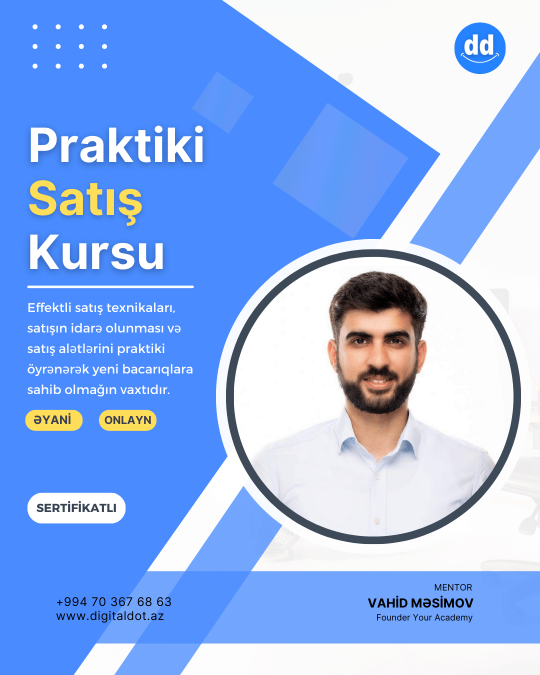 dd
Praktiki
Satış
Kursu
Effektli satış texnikaları,
satışın idarə olunması və
satış alətlərini praktiki
öyrənərək yeni bacarıqlara
sahib olmağın vaxtıdır.
ƏYANİ ONLAYN
SERTİFİKATLI
+994 70 367 68 63
www.digitaldot.az
MENTOR
VAHİD MƏSİMOV
Founder Your Academy